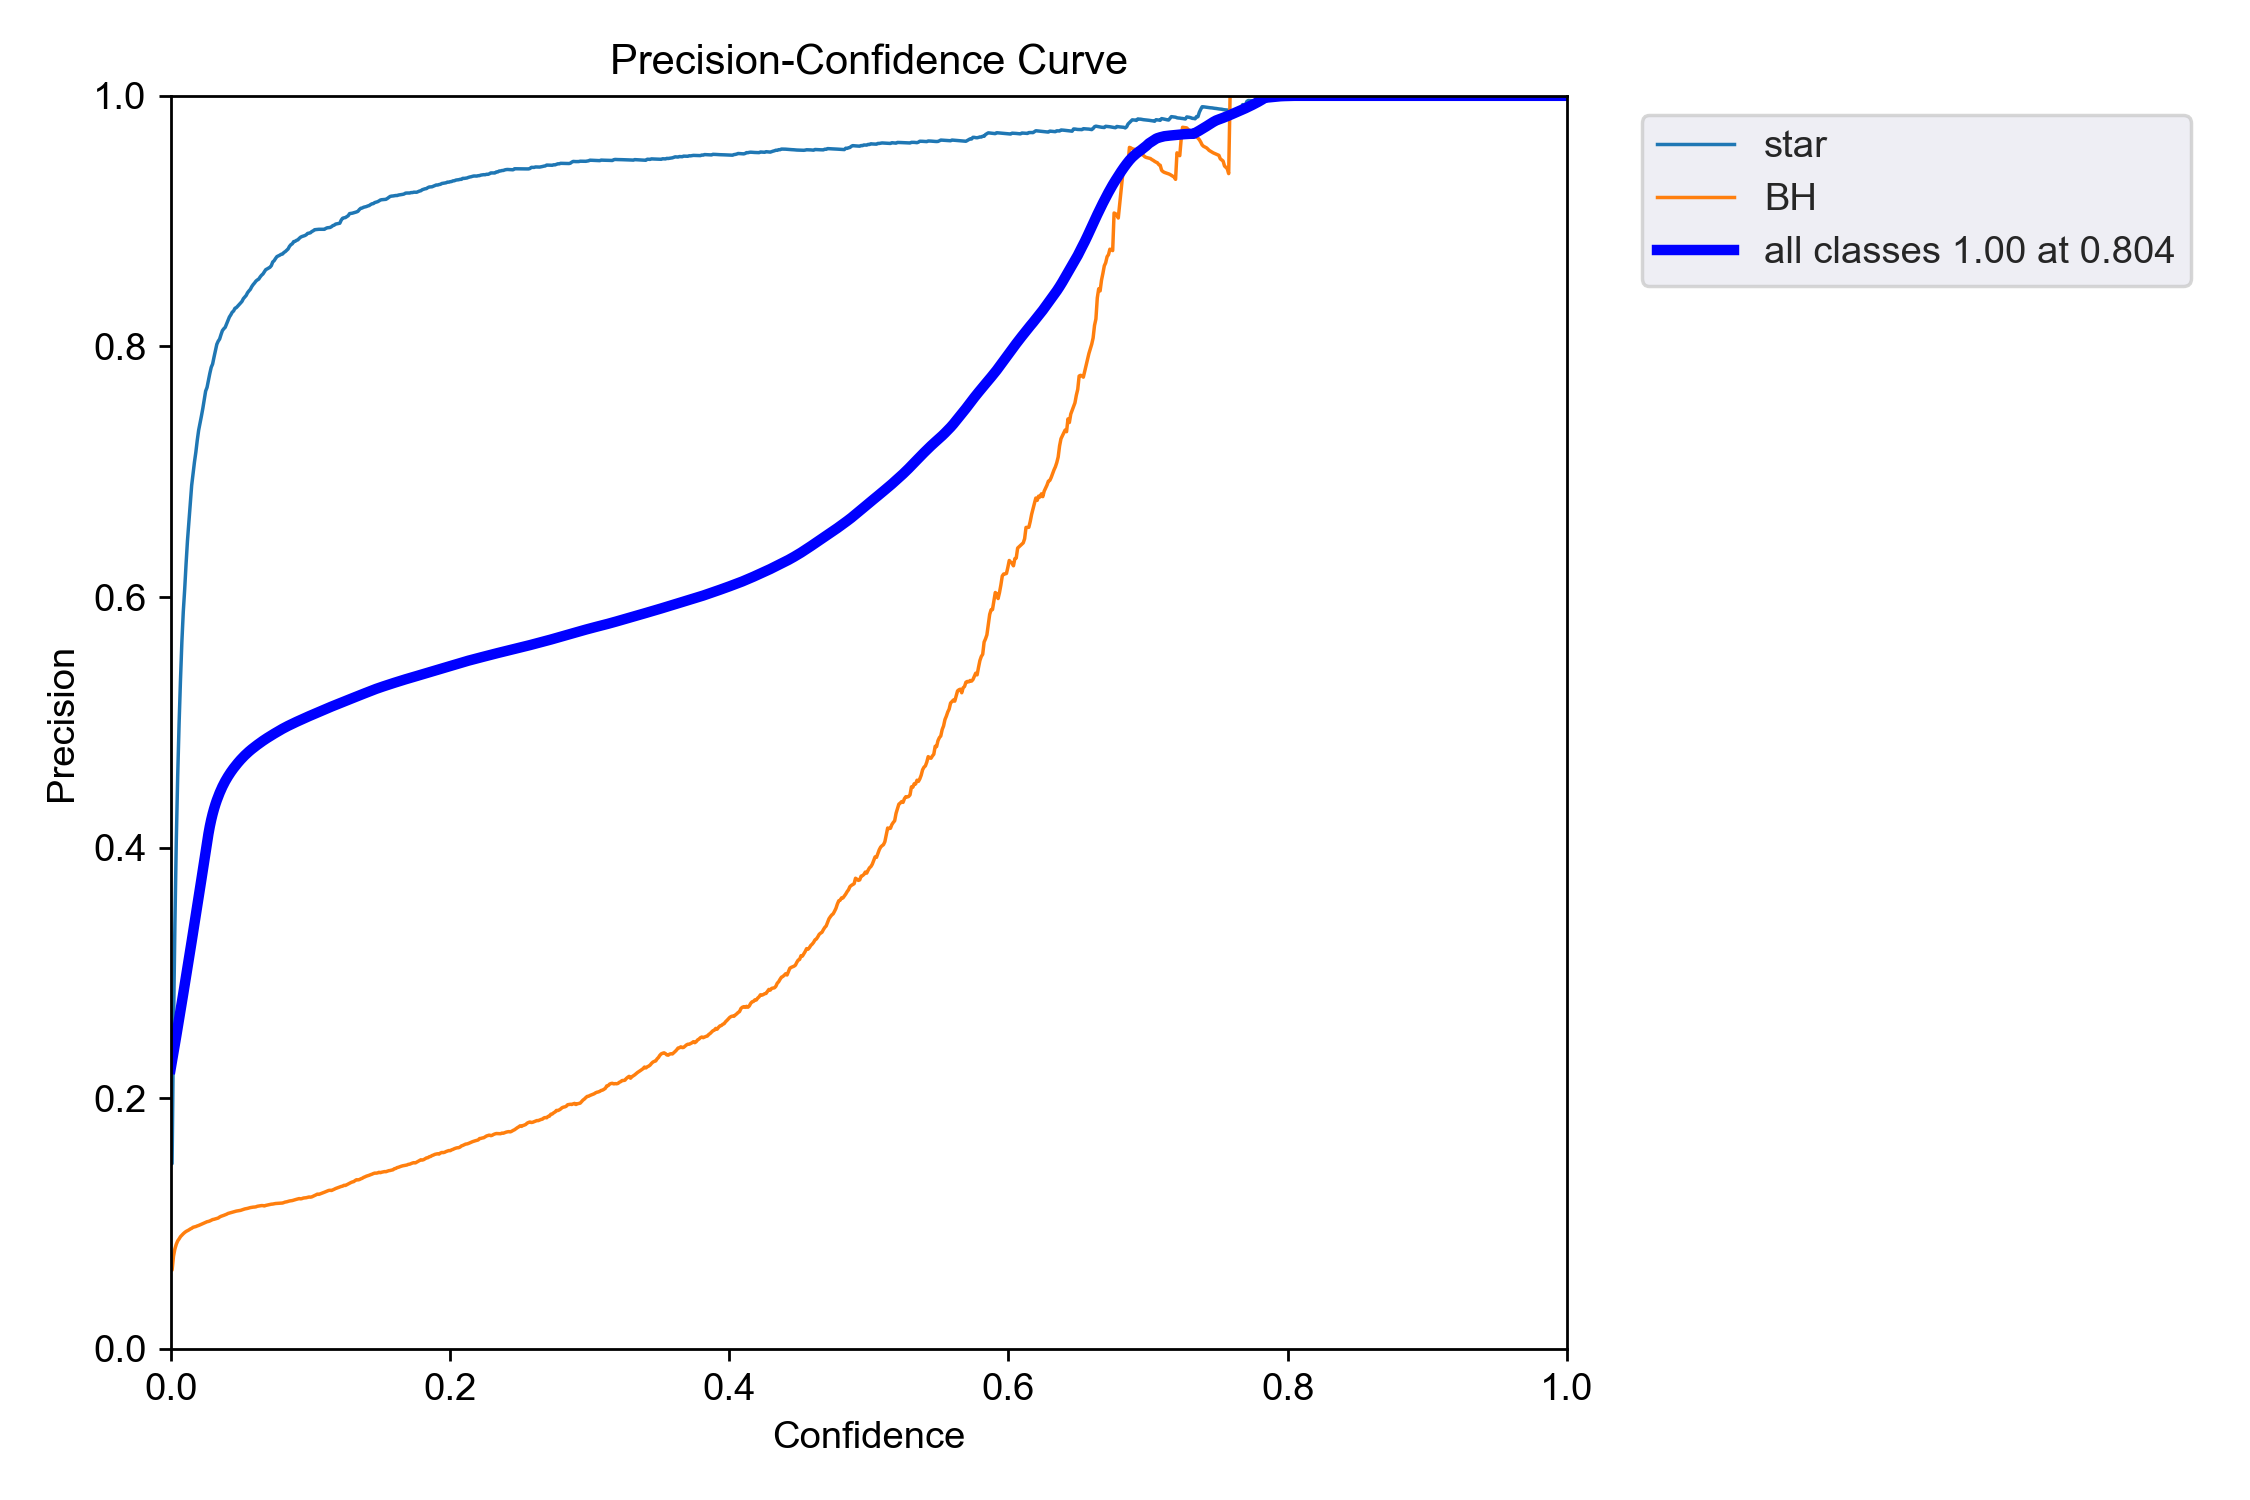 Precision-Confidence Curve
1.0
0.8
0.6
0.4
0.2
0.0
Precision
0.0 0.2 0.4 0.6 0.8 1.0
Confidence
star
BH
all classes 1.00 at 0.804